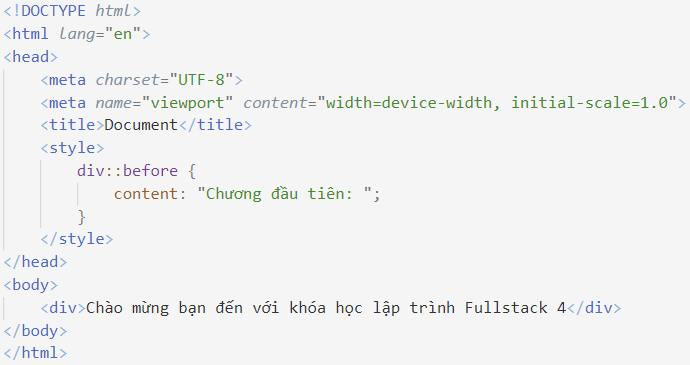 <!DOCTYPE html>
<html lang="en">
<head>
    <meta charset="UTF-8">
    <meta name="viewport" content="width=device-width, initial-scale=1.0">
    <title>Document</title>
    <style>
        div::before {
            content: "Chương đầu tiên: ";
        }
    </style>
</head>
<body>
    <div>Chào mừng bạn đến với khóa học lập trình Fullstack 4</div>
</body>
</html>